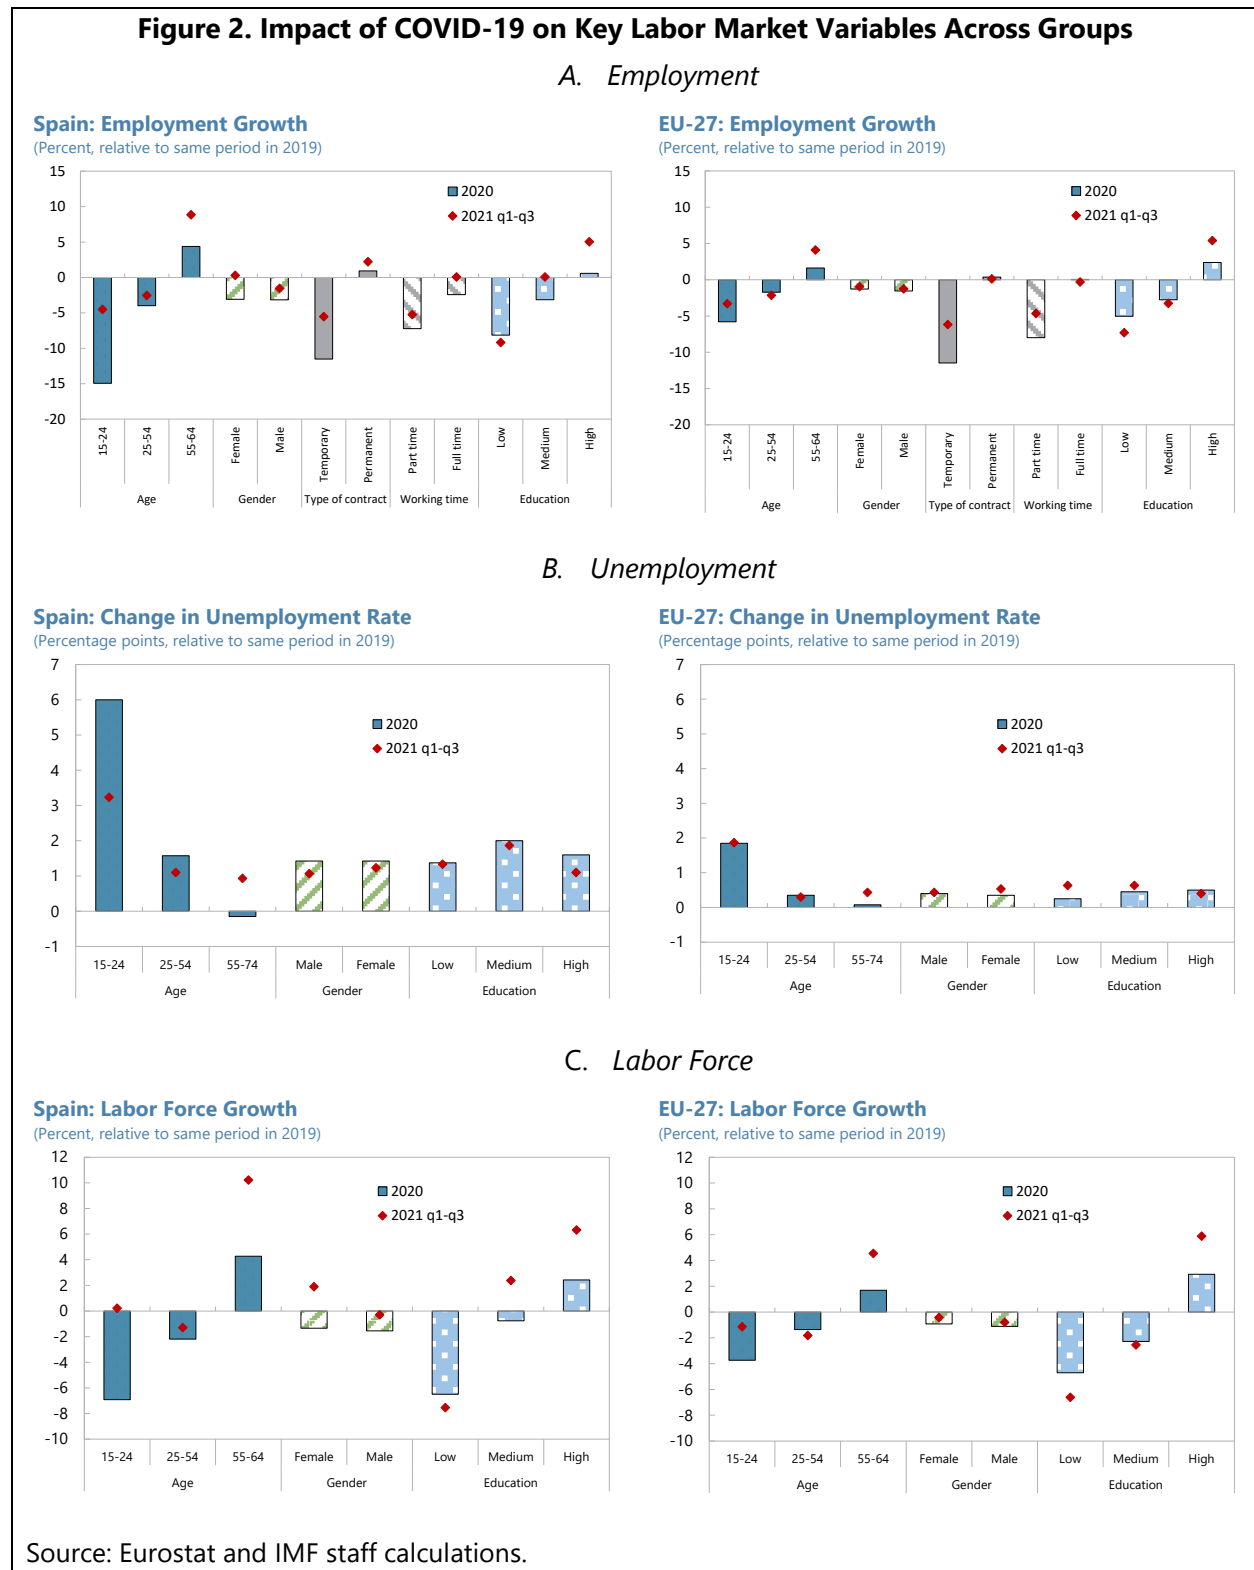 Figure 2. Impact of COVID-19 on Key Labor Market Variables Across Groups
A. Employment
Spain: Employment Growth
(Percent, relative to same period in 2019)
15
10
5
0
-5
-10
-15
-20
2020
2021 q1-q3
15-24
25-54
55-64
Female
Male
Temporary
Permanent
Part time
Full time
Low
Medium
High
Age
Gender
Type of contract
Working time
Education
EU-27: Employment Growth
(Percent, relative to same period in 2019)
15
10
5
0
-5
-10
-15
-20
2020
2021 q1-q3
15-24
25-54
55-64
Female
Male
Temporary
Permanent
Part time
Full time
Low
Medium
High
Age
Gender
Type of contract
Working time
Education
B. Unemployment
Spain: Change in Unemployment Rate
(Percentage points, relative to same period in 2019)
7
6
5
4
3
2
1
0
-1
2020
2021 q1-q3
15-24
25-54
55-74
Male
Female
Low
Medium
High
Age
Gender
Education
EU-27: Change in Unemployment Rate
(Percentage points, relative to same period in 2019)
7
6
5
4
3
2
1
0
-1
2020
2021 q1-q3
15-24
25-54
55-74
Male
Female
Low
Medium
High
Age
Gender
Education
C. Labor Force
Spain: Labor Force Growth
(Percent, relative to same period in 2019)
12
10
8
6
4
2
0
-2
-4
-6
-8
-10
2020
2021 q1-q3
15-24
25-54
55-64
Female
Male
Low
Medium
High
Age
Gender
Education
EU-27: Labor Force Growth
(Percent, relative to same period in 2019)
12
10
8
6
4
2
0
-2
-4
-6
-8
-10
2020
2021 q1-q3
15-24
25-54
55-64
Female
Male
Low
Medium
High
Age
Gender
Education
Source: Eurostat and IMF staff calculations.